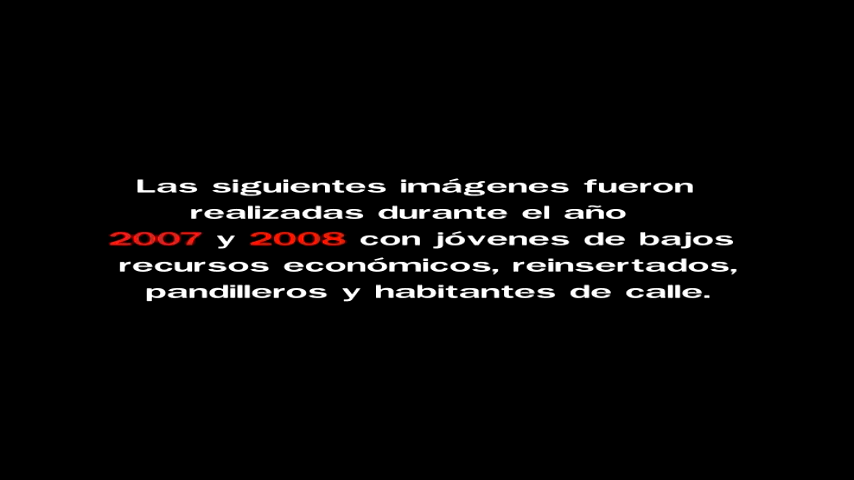 Las siguientes imágenes fueron
realizadas durante el año
2007 y 2008 con jóvenes de bajos
recursos económicos, reinsertados,
pandilleros y habitantes de calle.